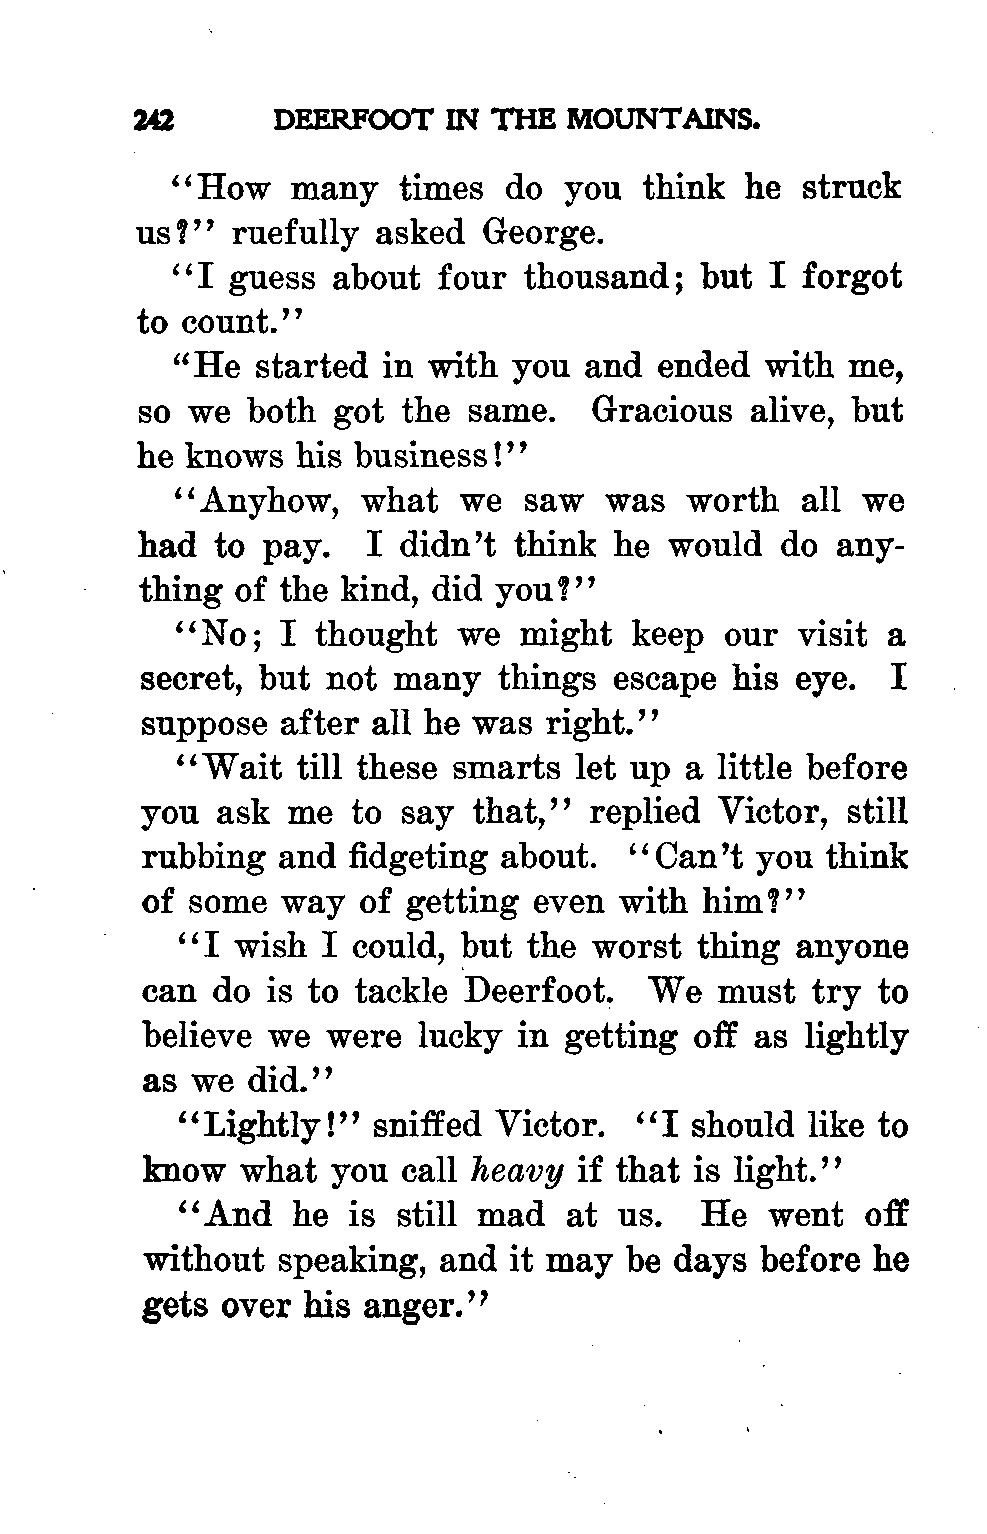 242 DEERFOOT IN THE MOUNTAINS.
"How many times do you think he struck
us?" ruefully asked George.
"I guess about four thousand; but I forgot
to count."
"He started in with you and ended with me,
so we both got the same. Gracious alive, but
he knows his business!"
"Anyhow, what we saw was worth all we
had to pay. I didn't think he would do any-
thing of the kind, did you?"
"No; I thought we might keep our visit a
secret, but not many things escape his eye. I
suppose after all he was right."
"Wait till these smarts let up a little before
you ask me to say that," replied Victor, still
rubbing and fidgeting about. "Can't you think
of some way of getting even with him?"
"I wish I could, but the worst thing anyone
can do is to tackle Deerfoot. We must try to
believe we were lucky in getting off as lightly
as we did."
"Lightly!" sniffed Victor. "I should like to
know what you call heavy if that is light."
"And he is still mad at us. He went off
without speaking, and it may be days before he
gets over his anger."